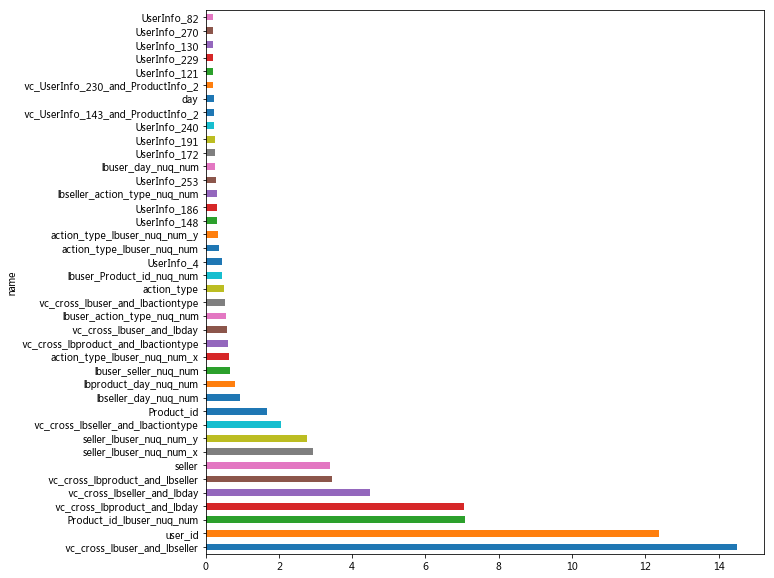 UserInfo_82
UserInfo_270
UserInfo_130
UserInfo_229
UserInfo_121
vc_UserInfo_230_and_ProductInfo_2
day
vc_UserInfo_143_and_ProductInfo_2
UserInfo_240
UserInfo_191
UserInfo_172
lbuser_day_nuq_num
UserInfo_253
lbseller_action_type_nuq_num
UserInfo_186
UserInfo_148
action_type_lbuser_nuq_num_y
action_type_lbuser_nuq_num
UserInfo_4
lbuser_Product_id_nuq_num
action_type
vc_cross_lbuser_and_lbactiontype
lbuser_action_type_nuq_num
vc_cross_lbuser_and_lbday
vc_cross_lbproduct_and_lbactiontype
action_type_lbuser_nuq_num_x
lbuser_seller_nuq_num
lbproduct_day_nuq_num
lbseller_day_nuq_num
Product_id
vc_cross_lbseller_and_lbactiontype
seller_lbuser_nuq_num_y
seller_lbuser_nuq_num_x
seller
vc_cross_lbproduct_and_lbseller
vc_cross_lbseller_and_lbday
vc_cross_lbproduct_and_lbday
Product_id_lbuser_nuq_num
user_id
vc_cross_lbuser_and_lbseller
name
0 2 4 6 8 10 12 14